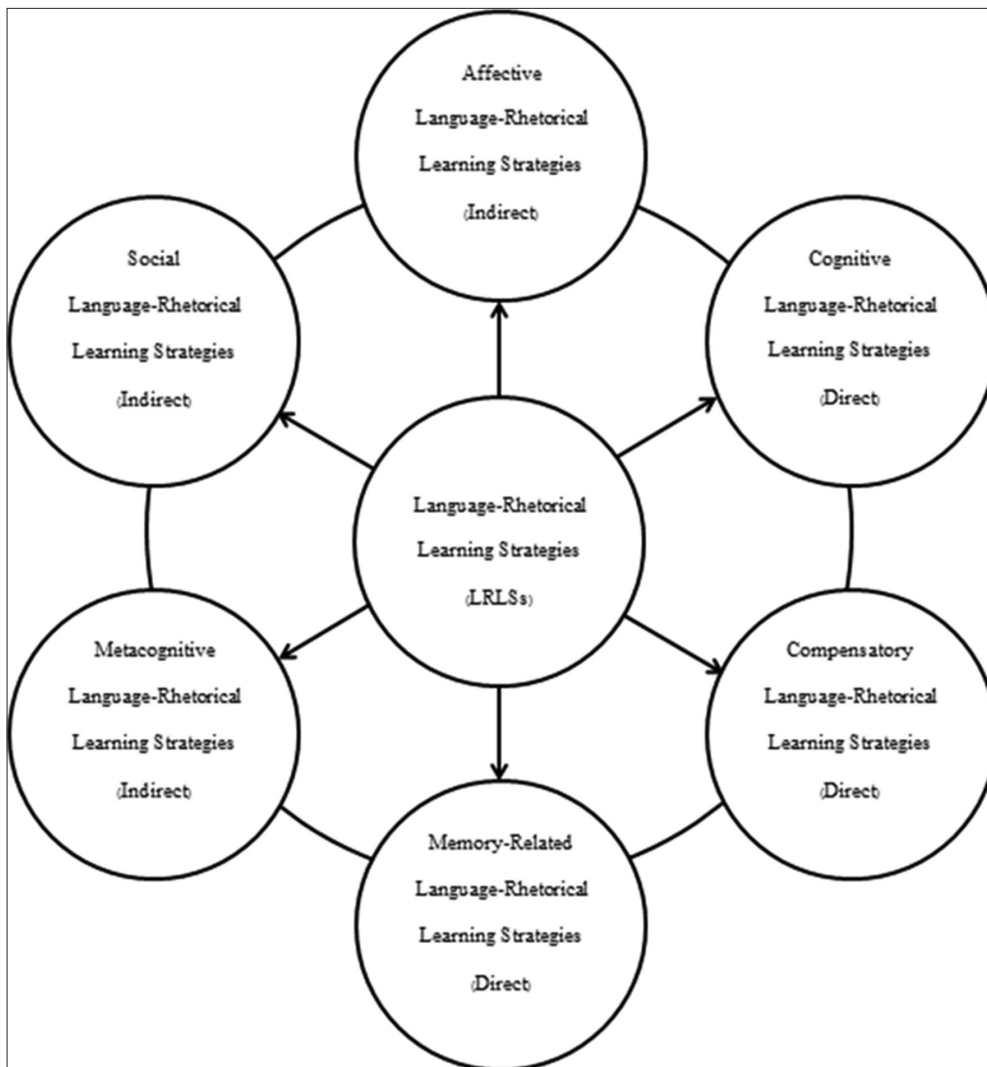 Affective
Language-Rhetorical
Learning Strategies
(Indirect)
Social
Language-Rhetorical
Learning Strategies
(Indirect)
Cognitive
Language-Rhetorical
Learning Strategies
(Direct)
Language-Rhetorical
Learning Strategies
(LRLSs)
Metacognitive
Language-Rhetorical
Learning Strategies
(Indirect)
Compensatory
Language-Rhetorical
Learning Strategies
(Direct)
Memory-Related
Language-Rhetorical
Learning Strategies
(Direct)